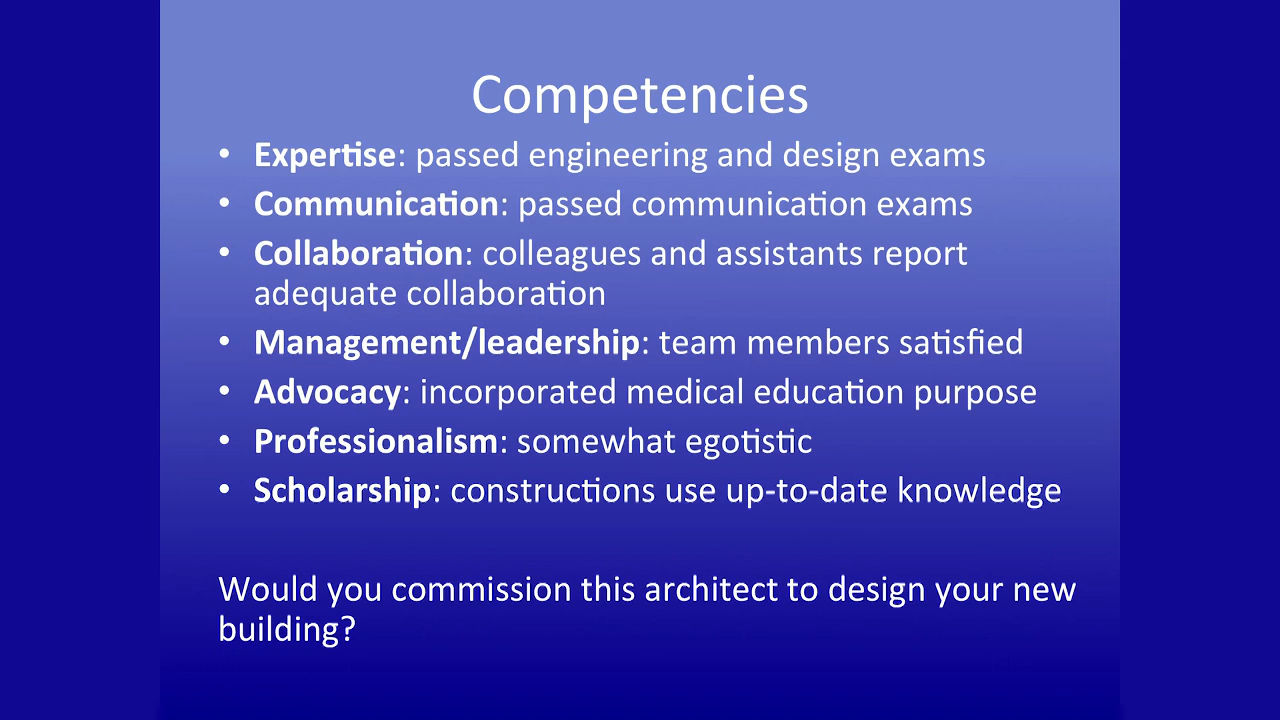 Competencies
• Expertise: passed engineering and design exams
• Communication: passed communication exams
• Collaboration: colleagues and assistants report
adequate collaboration
• Management/leadership: team members satisfied
• Advocacy: incorporated medical education purpose
• Professionalism: somewhat egotistic
• Scholarship: constructions use up-to-date knowledge
Would you commission this architect to design your new
building?